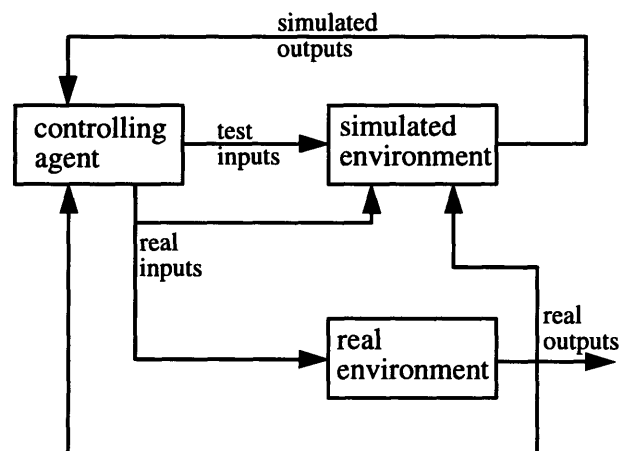 simulated
outputs
controlling
agent
test
inputs
simulated
environment
real
inputs
real
environment
real
outputs